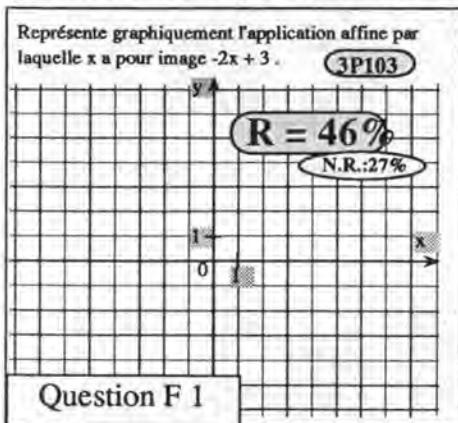 Représente graphiquement l'application affine par
laquelle x a pour image -2x + 3 .
3P103
y
R = 46%
N.R.:27%
1
x
0
1
Question F 1